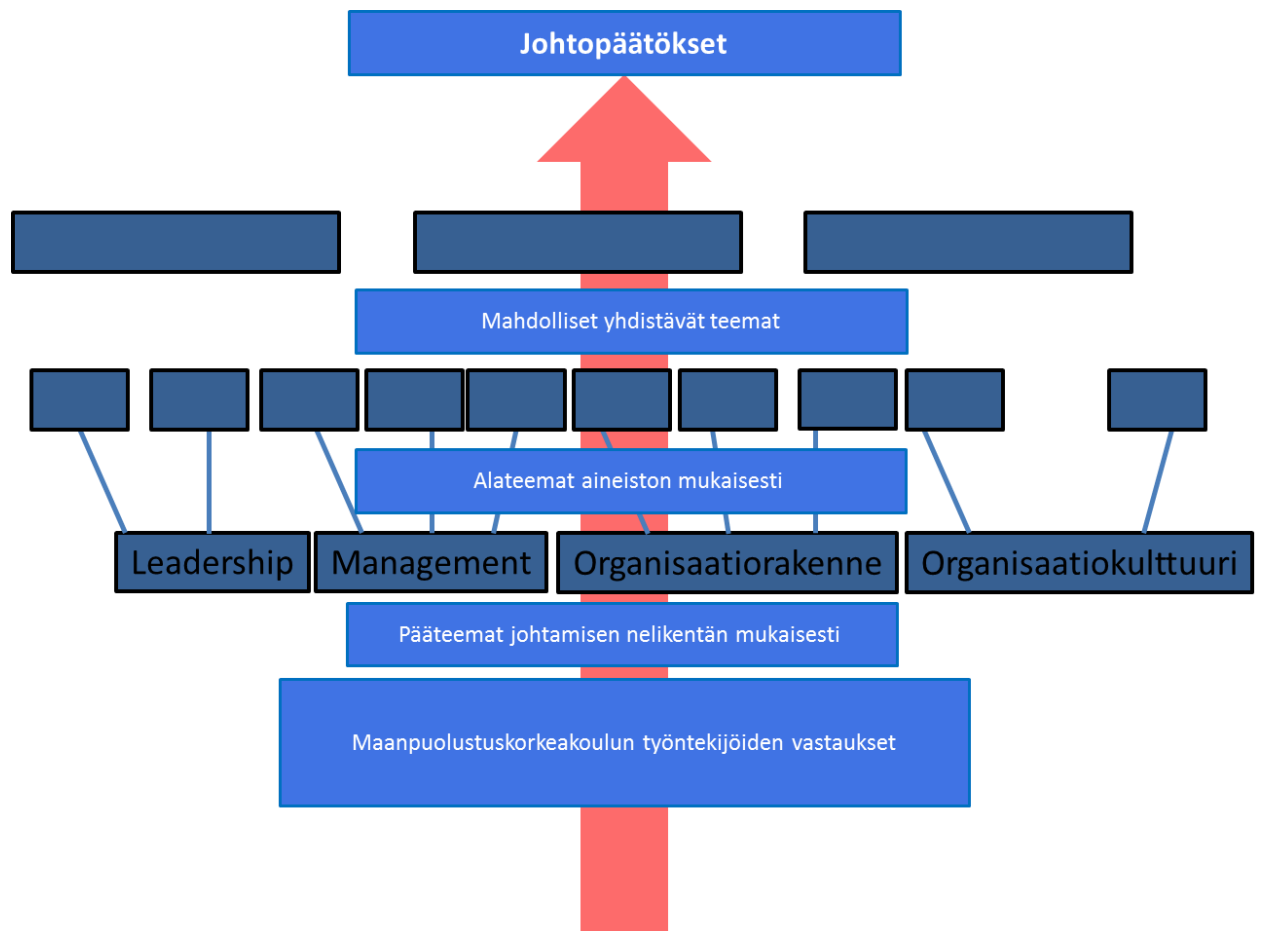 Johtopäätökset
Mahdolliset yhdistävät teemat
Alateemat aineiston mukaisesti
Leadership
Management
Organisaatiorakenne
Organisaatiokulttuuri
Pääteemat johtamisen nelikentän mukaisesti
Maanpuolustuskorkeakoulun työntekijöiden vastaukset